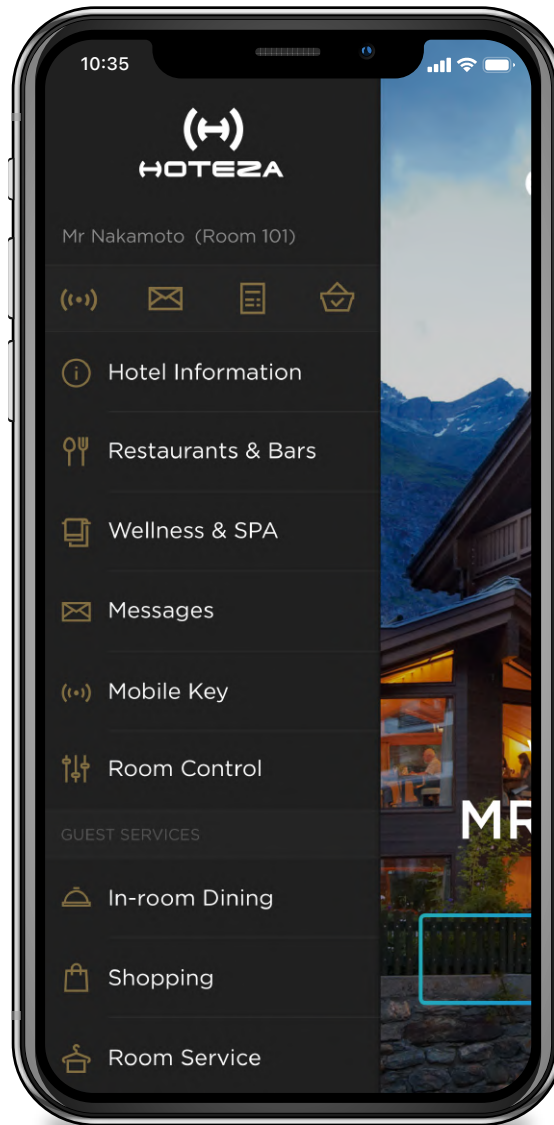 10:35
HOTEZA
Mr Nakamoto (Room 101)
Hotel Information
Restaurants & Bars
Wellness & SPA
Messages
Mobile Key
Room Control
GUEST SERVICES
In-room Dining
Shopping
Room Service
MR